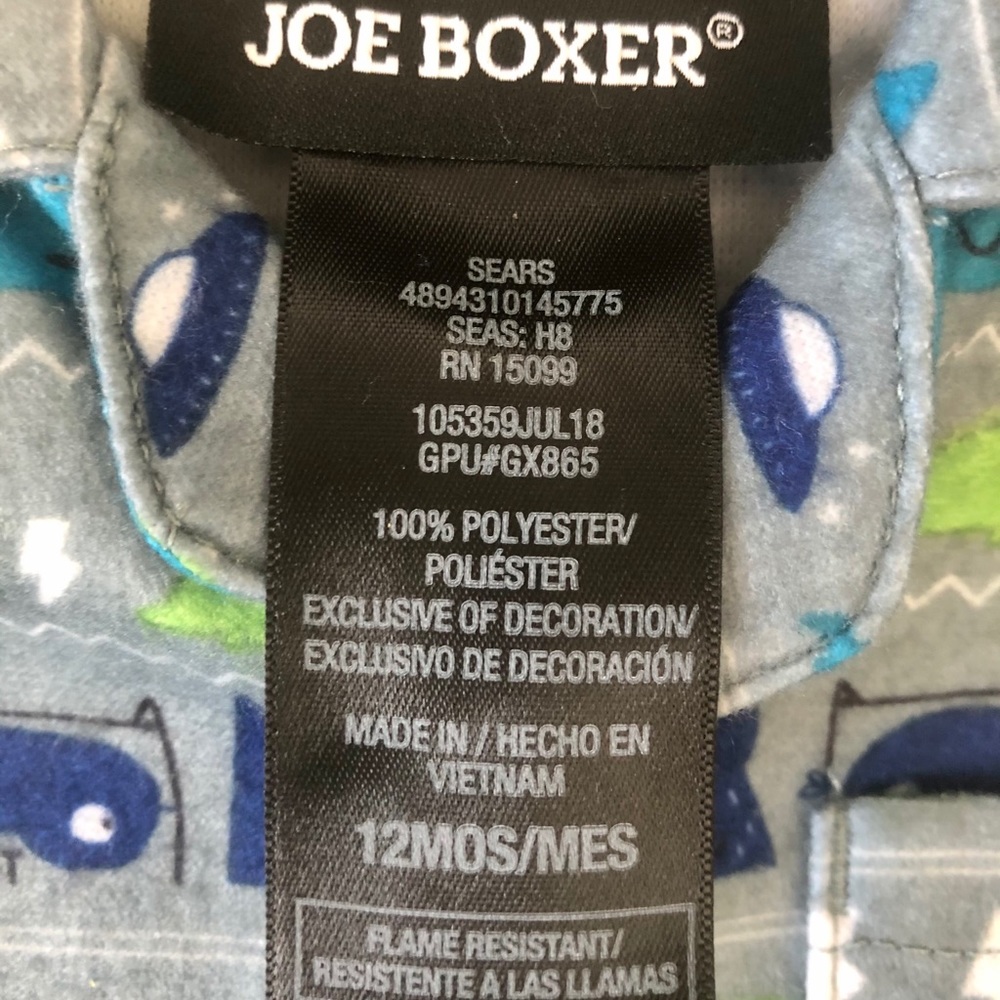 JOE BOXER®
SEARS
4894310145775
SEAS: H8
RN 15099
105359JUL18
GPU#GX865
100% POLYESTER/
POLIÉSTER
EXCLUSIVE OF DECORATION/
EXCLUSIVO DE DECORACIÓN
MADE IN / HECHO EN
VIETNAM
12MOS/MES
FLAME RESISTANT/
RESISTENTE A LAS LLAMAS